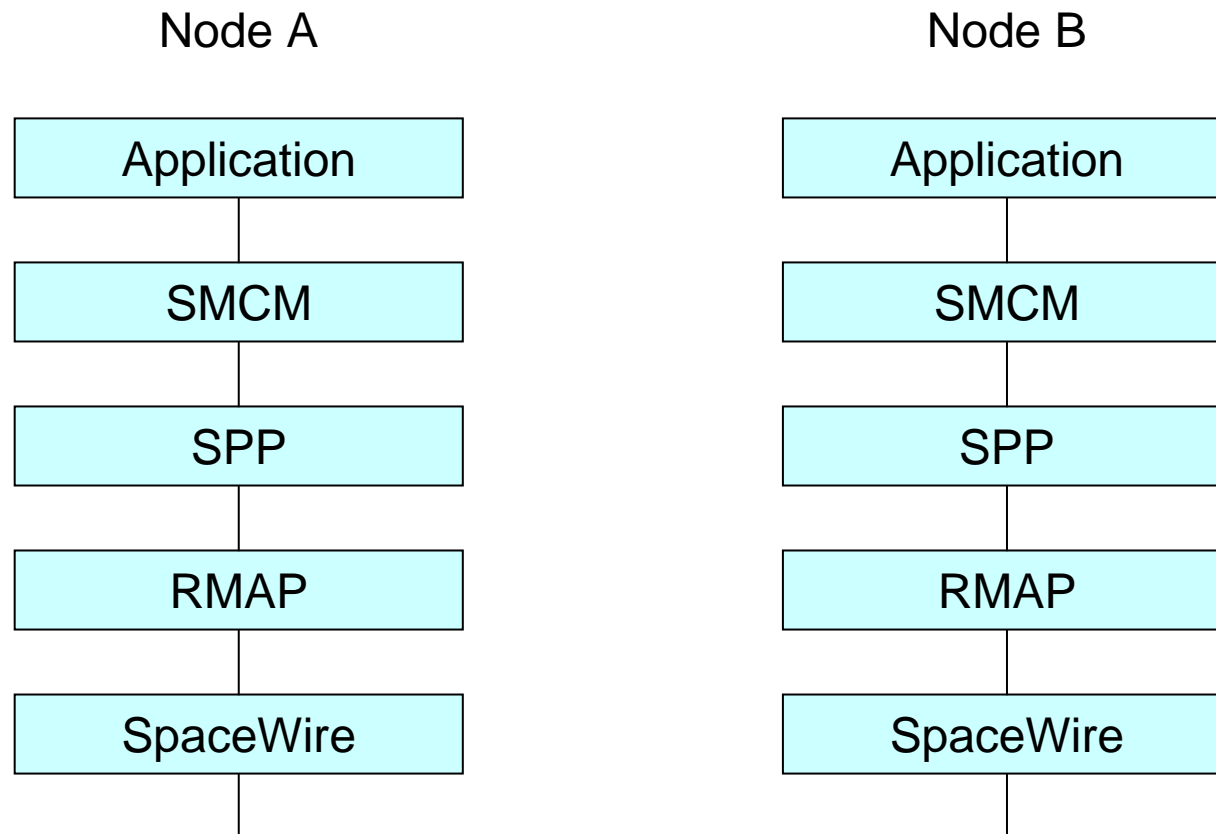 Node A
Node B
Application
Application
SMCM
SMCM
SPP
SPP
RMAP
RMAP
SpaceWire
SpaceWire